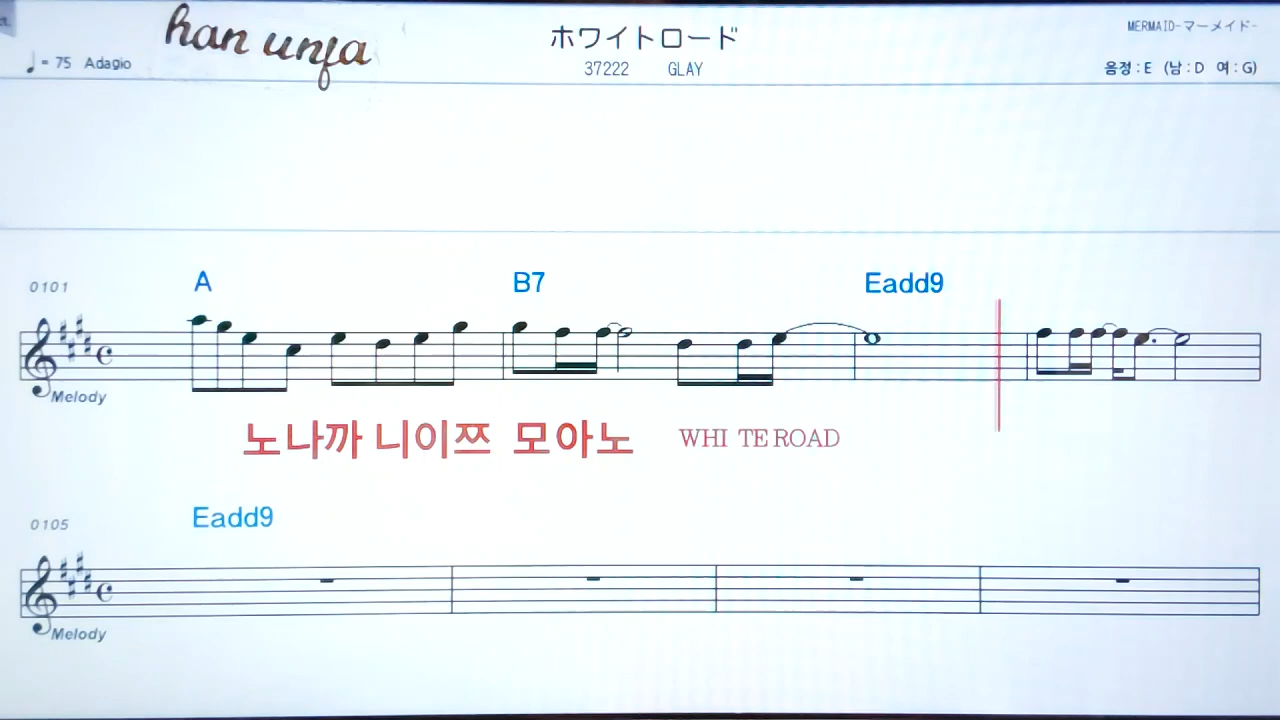 han unfa
ホワイトロード
MERMAID-マーメイド-
♩= 75 Adagio
37222 GLAY
음정:E (남:D 여:G)
0101
A B7 Eadd9
Melody
노나까 니이쯔 모아노 WHI TE ROAD
0105
Eadd9
Melody